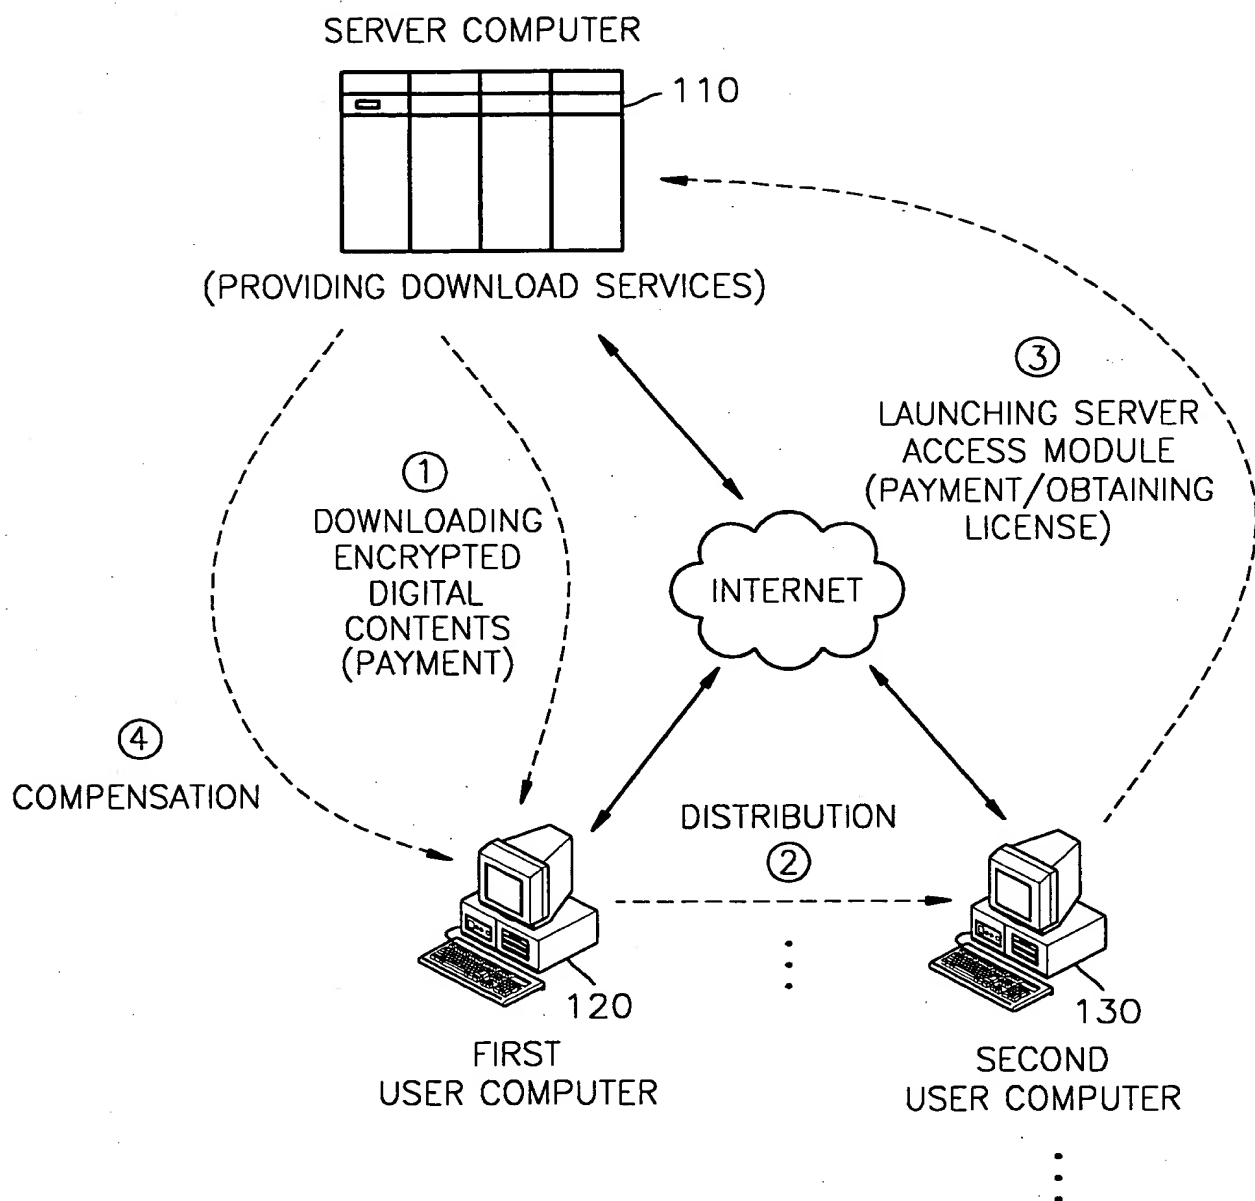 SERVER COMPUTER
110
(PROVIDING DOWNLOAD SERVICES)
①
DOWNLOADING
ENCRYPTED
DIGITAL
CONTENTS
(PAYMENT)
③
LAUNCHING SERVER
ACCESS MODULE
(PAYMENT/OBTAINING
LICENSE)
INTERNET
④
COMPENSATION
DISTRIBUTION
②
120
FIRST
USER COMPUTER
130
SECOND
USER COMPUTER